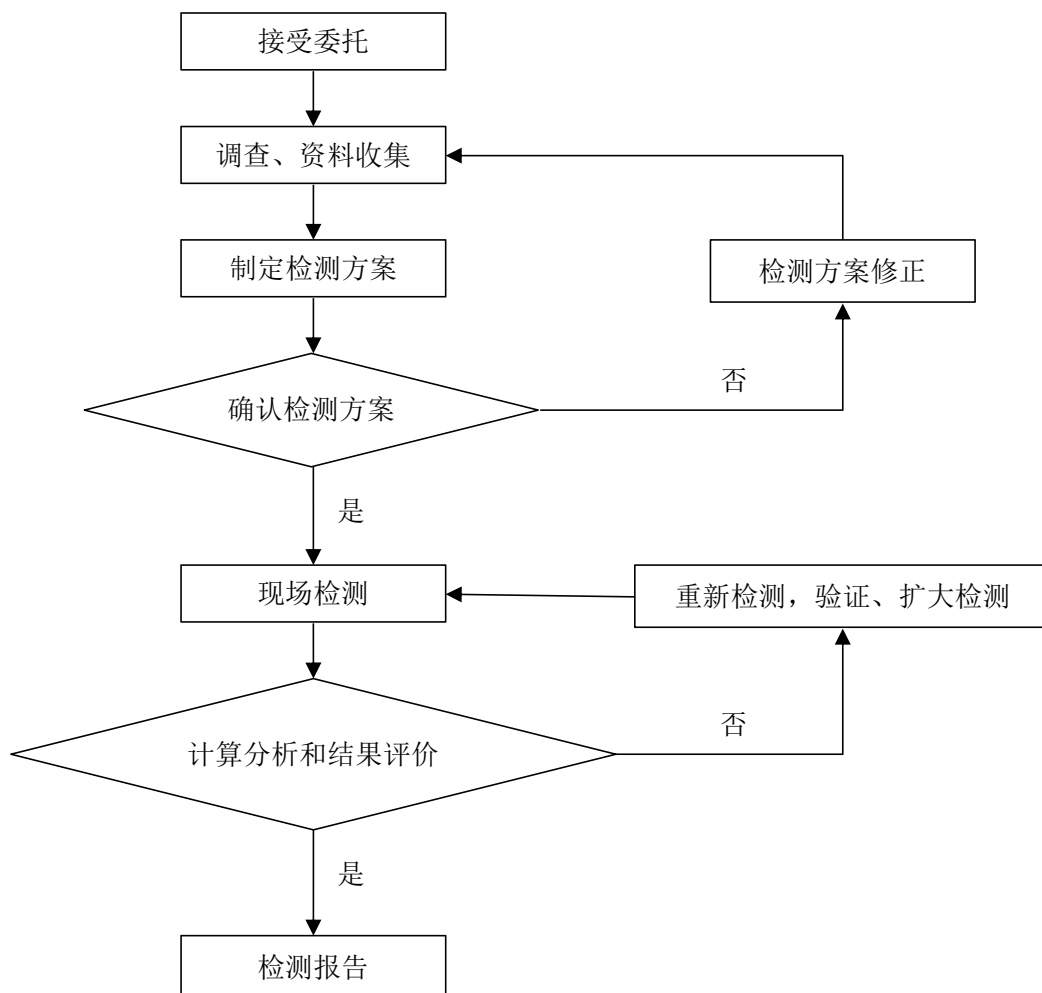 接受委托
调查、资料收集
制定检测方案
检测方案修正
确认检测方案
否
是
现场检测
重新检测，验证、扩大检测
计算分析和结果评价
否
是
检测报告